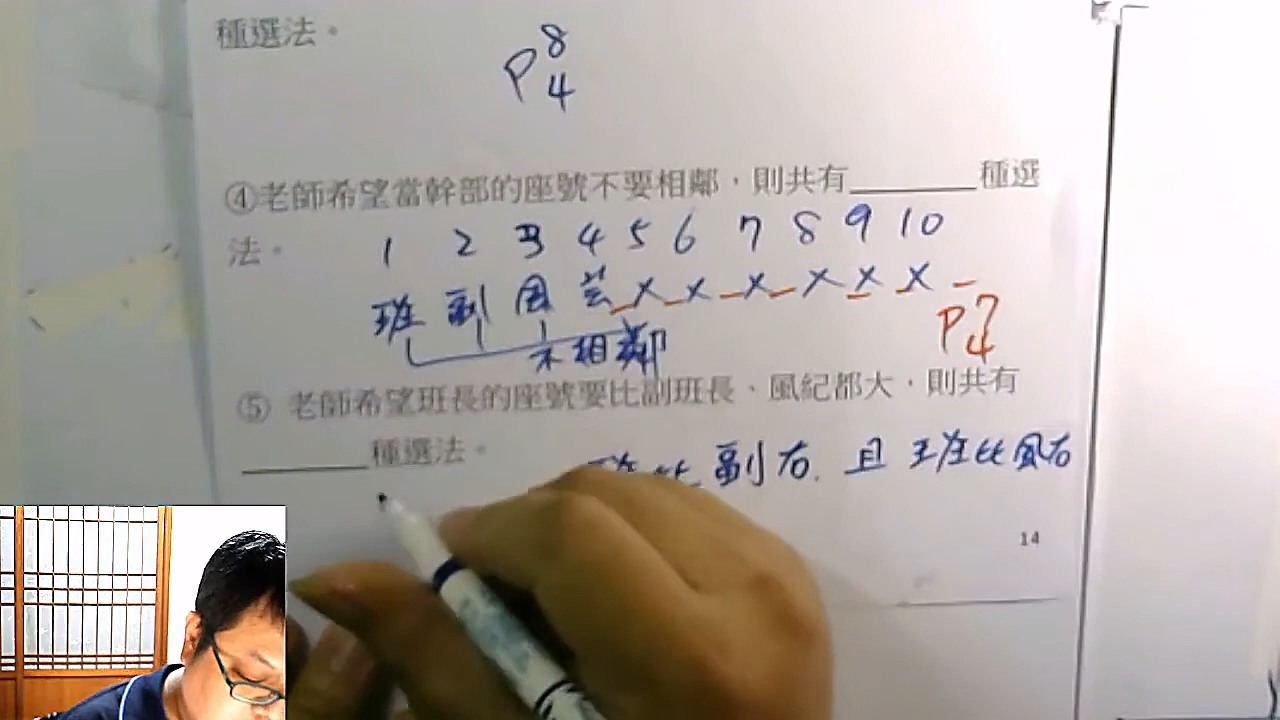 種選法。
P 8 4
④老師希望當幹部的座號不要相鄰，則共有________種選
法。 1 2 3 4 5 6 7 8 9 10
班 副 風 芸 X X X X X X
P 7 4
不相鄰
⑤ 老師希望班長的座號要比副班長、風紀都大，則共有
________種選法。
班比副右. 且 班比風右
14